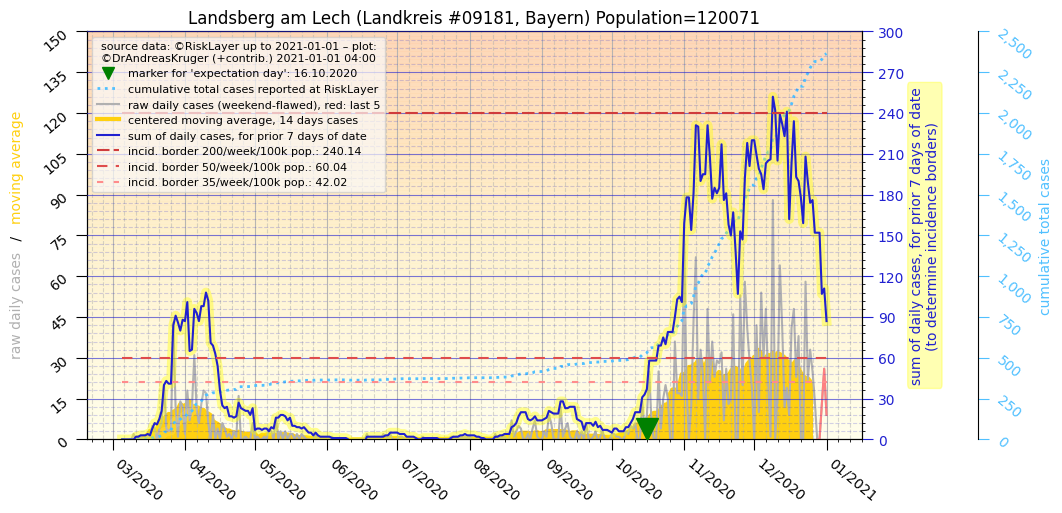 Landsberg am Lech (Landkreis #09181, Bayern) Population=120071
source data: ©RiskLayer up to 2021-01-01 – plot:
©DrAndreasKruger (+contrib.) 2021-01-01 04:00
marker for 'expectation day': 16.10.2020
cumulative total cases reported at RiskLayer
raw daily cases (weekend-flawed), red: last 5
centered moving average, 14 days cases
sum of daily cases, for prior 7 days of date
incid. border 200/week/100k pop.: 240.14
incid. border 50/week/100k pop.: 60.04
incid. border 35/week/100k pop.: 42.02
raw daily cases / moving average
150
135
120
105
90
75
60
45
30
15
0
03/2020
04/2020
05/2020
06/2020
07/2020
08/2020
09/2020
10/2020
11/2020
12/2020
01/2021
300
270
240
210
180
150
120
90
60
30
0
sum of daily cases, for prior 7 days of date
(to determine incidence borders)
2,500
2,250
2,000
1,750
1,500
1,250
1,000
750
500
250
0
cumulative total cases